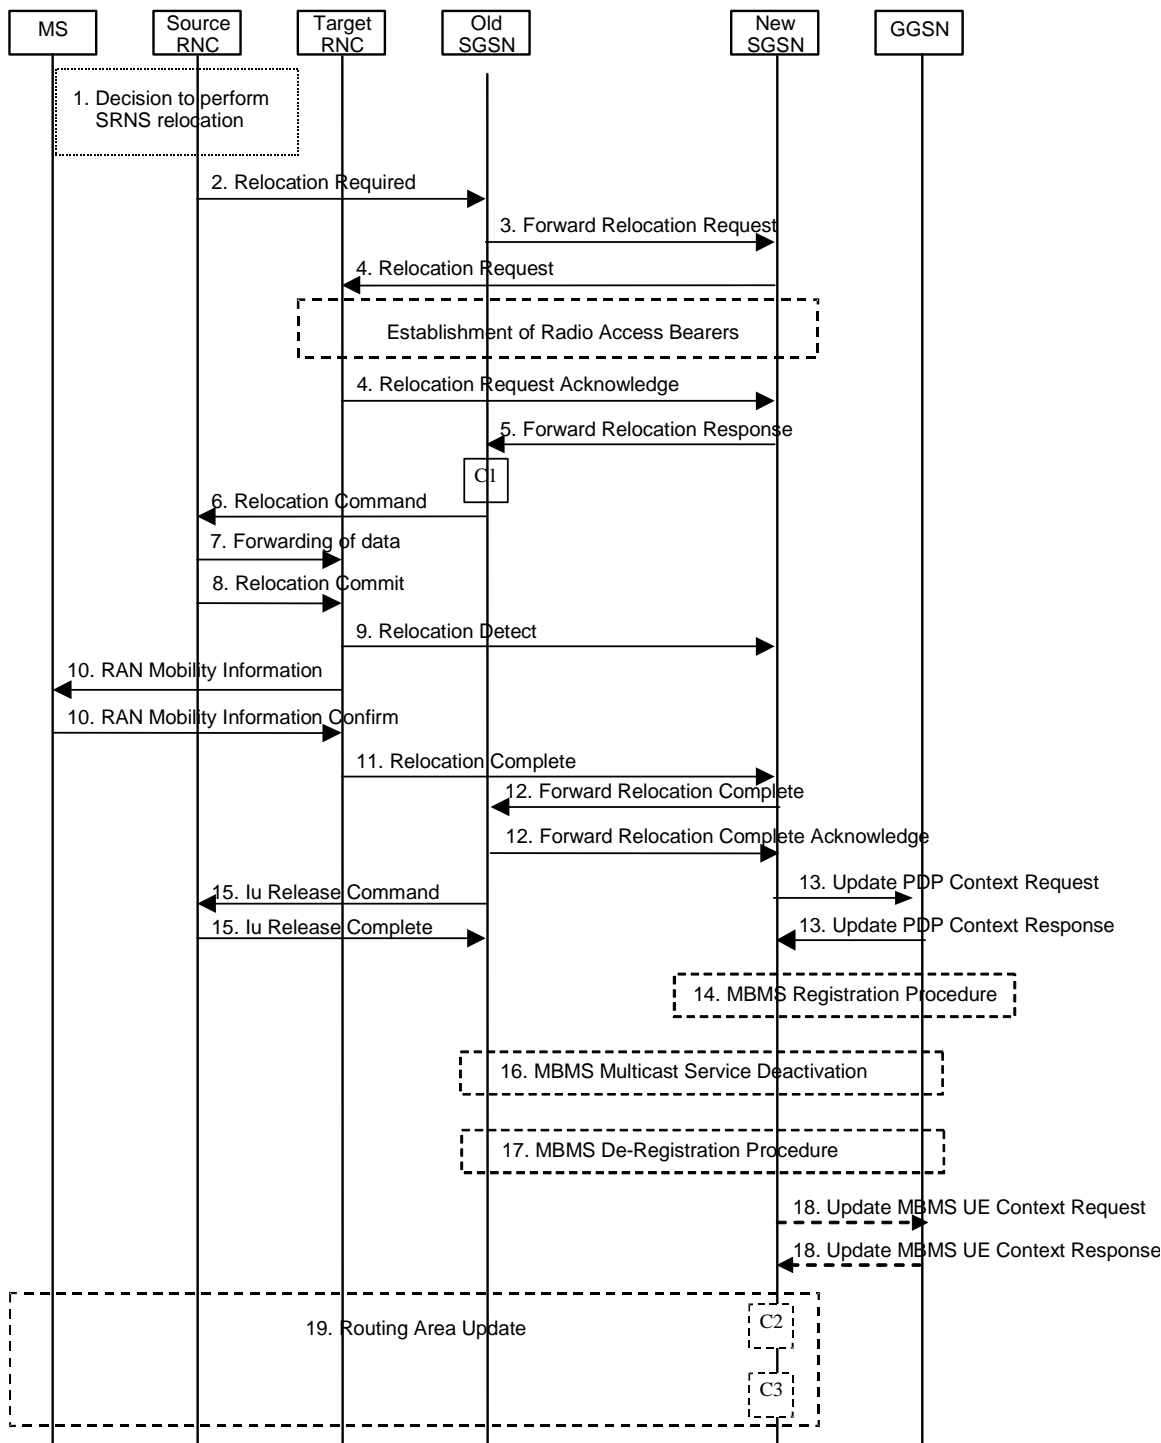 MS
Source
RNC
Target
RNC
Old
SGSN
New
SGSN
GGSN
1. Decision to perform
SRNS relocation
2. Relocation Required
3. Forward Relocation Request
4. Relocation Request
Establishment of Radio Access Bearers
4. Relocation Request Acknowledge
5. Forward Relocation Response
C1
6. Relocation Command
7. Forwarding of data
8. Relocation Commit
9. Relocation Detect
10. RAN Mobility Information
10. RAN Mobility Information Confirm
11. Relocation Complete
12. Forward Relocation Complete
12. Forward Relocation Complete Acknowledge
13. Update PDP Context Request
15. Iu Release Command
13. Update PDP Context Response
15. Iu Release Complete
14. MBMS Registration Procedure
16. MBMS Multicast Service Deactivation
17. MBMS De-Registration Procedure
18. Update MBMS UE Context Request
18. Update MBMS UE Context Response
19. Routing Area Update
C2
C3